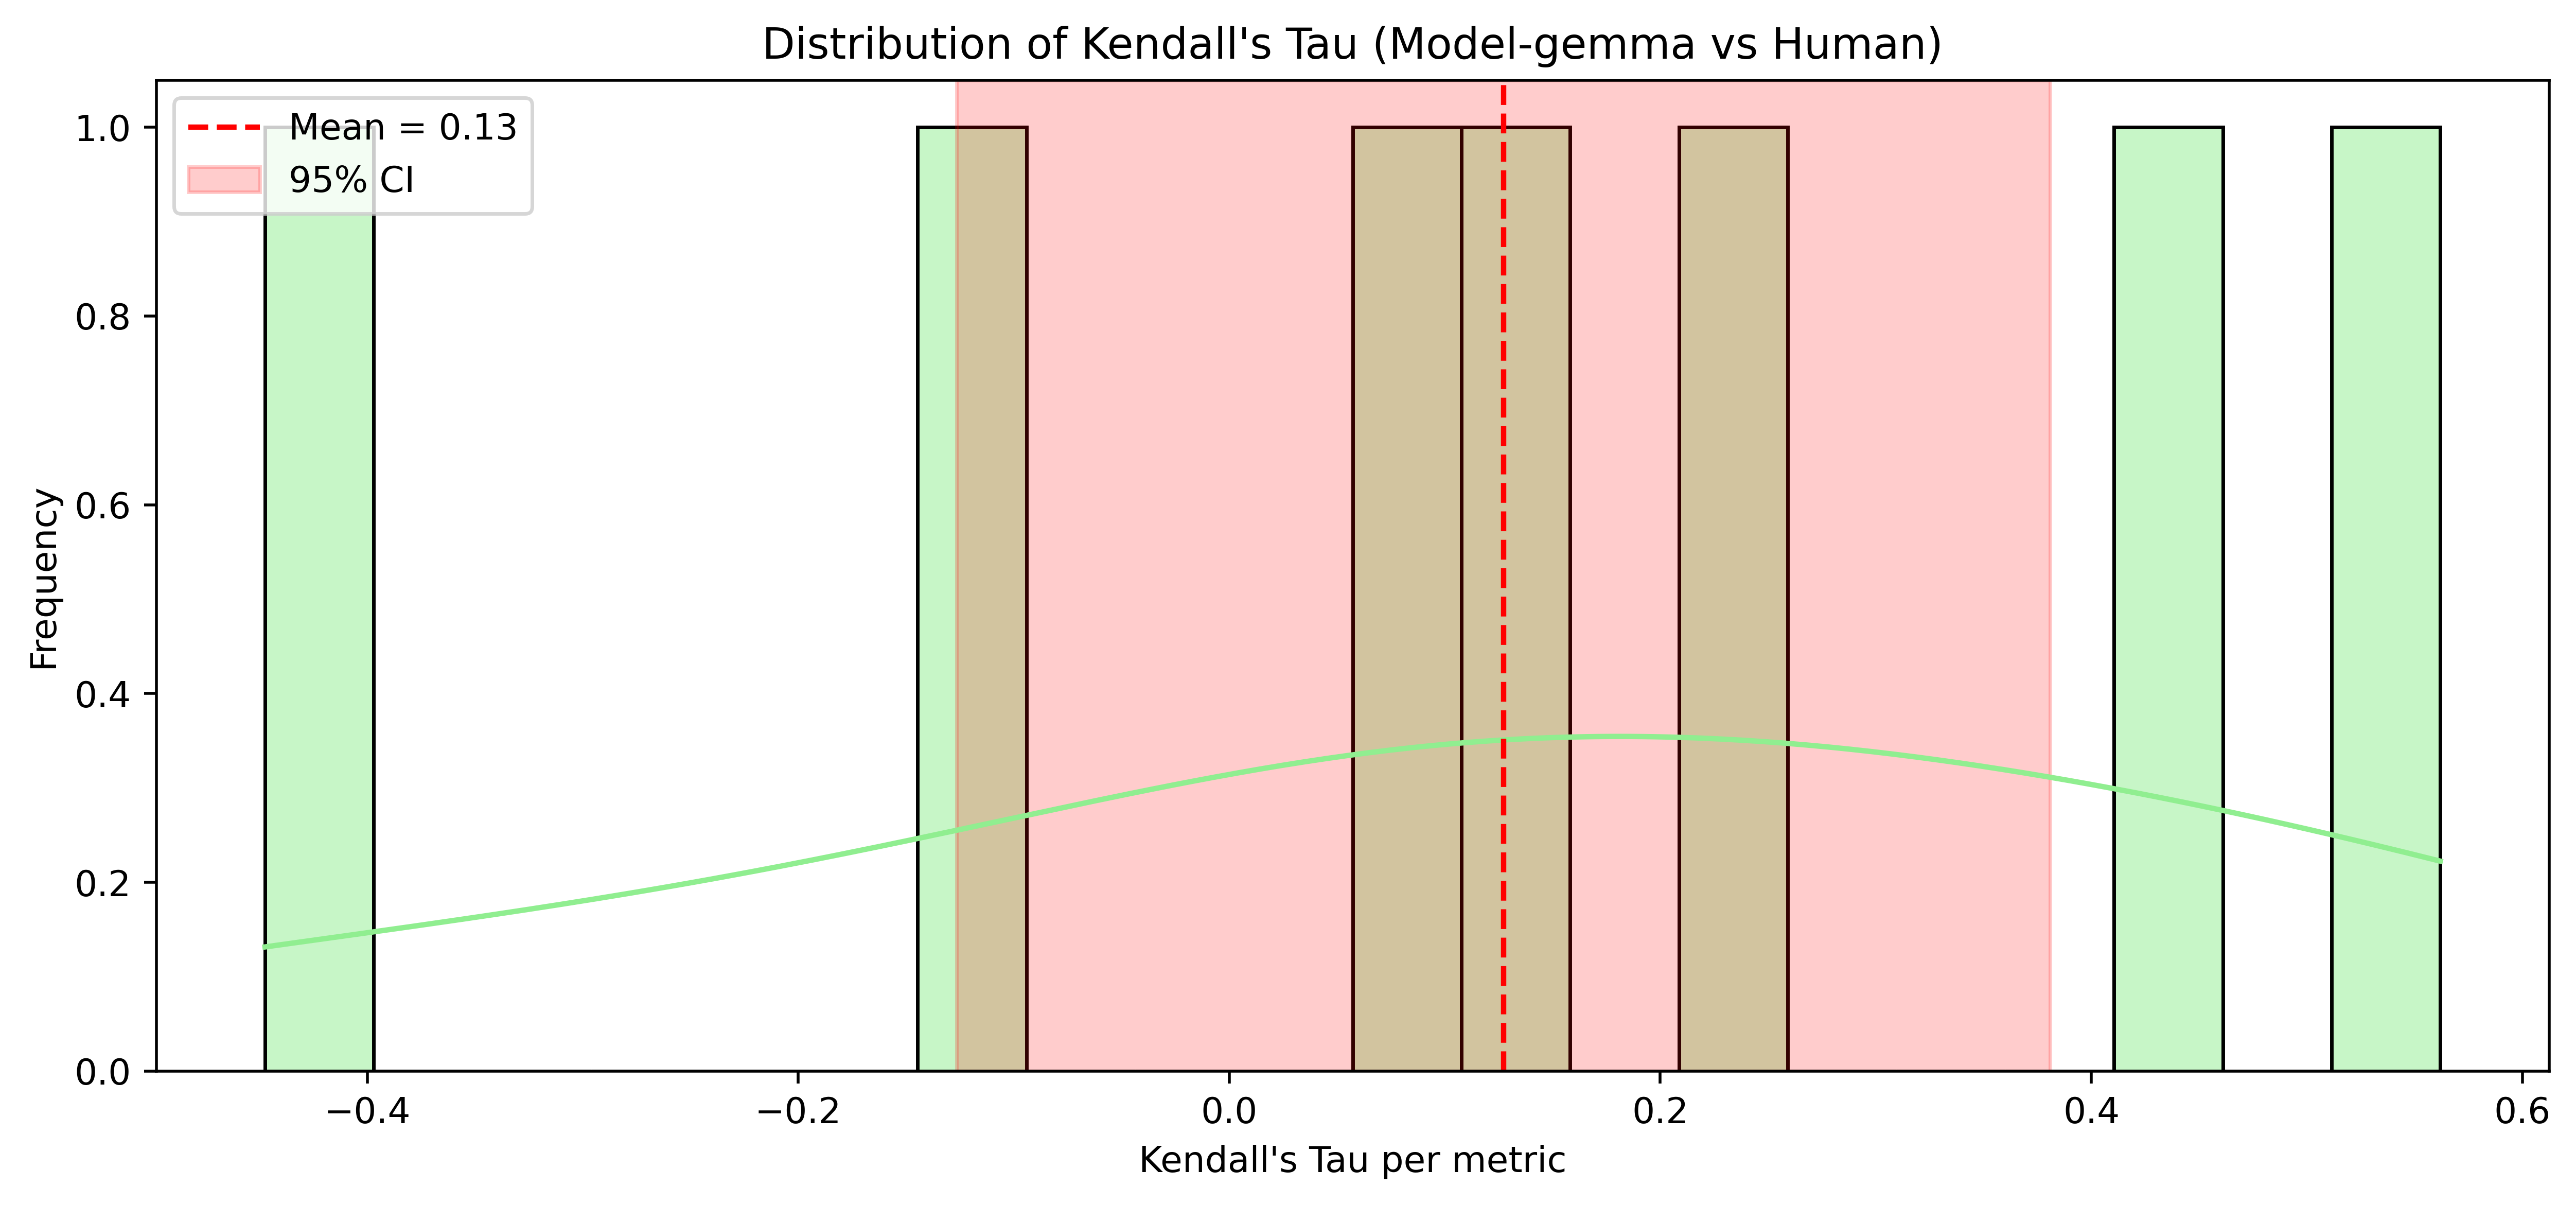 Distribution of Kendall's Tau (Model-gemma vs Human)
Mean = 0.13
95% CI
1.0
0.8
0.6
0.4
0.2
0.0
Frequency
−0.4
−0.2
0.0
0.2
0.4
0.6
Kendall's Tau per metric